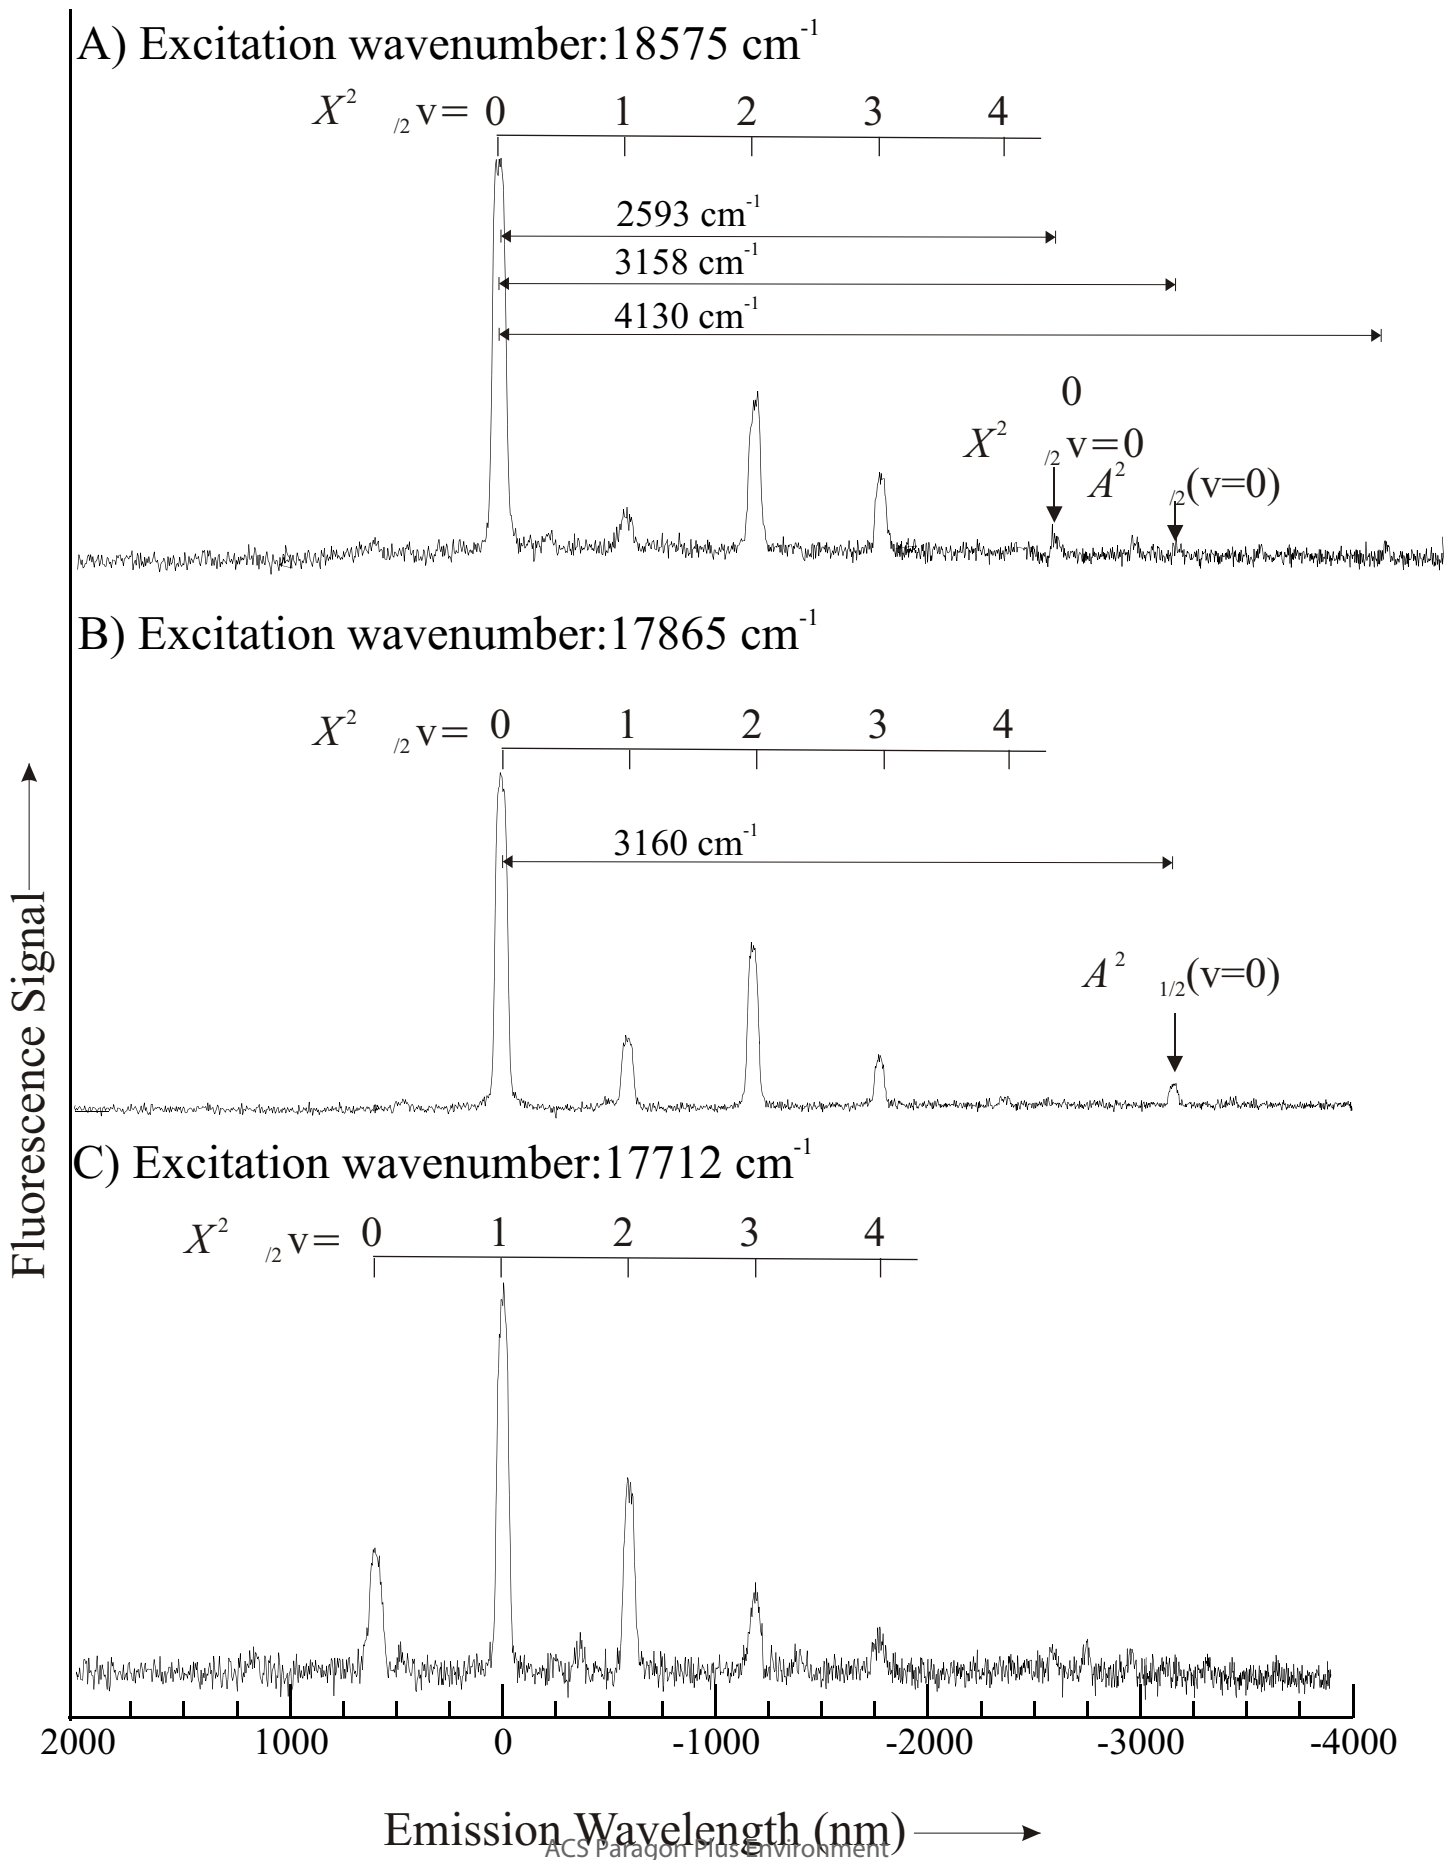 A) Excitation wavenumber:18575 cm-1
X2 /2 v= 0 1 2 3 4
2593 cm-1
3158 cm-1
4130 cm-1
0
X2 /2 v=0
A2 /2(v=0)
B) Excitation wavenumber:17865 cm-1
X2 /2 v= 0 1 2 3 4
3160 cm-1
A2 1/2(v=0)
C) Excitation wavenumber:17712 cm-1
X2 /2 v= 0 1 2 3 4
Fluorescence Signal
2000 1000 0 -1000 -2000 -3000 -4000
Emission Wavelength (nm)
ACS Paragon Plus Environment